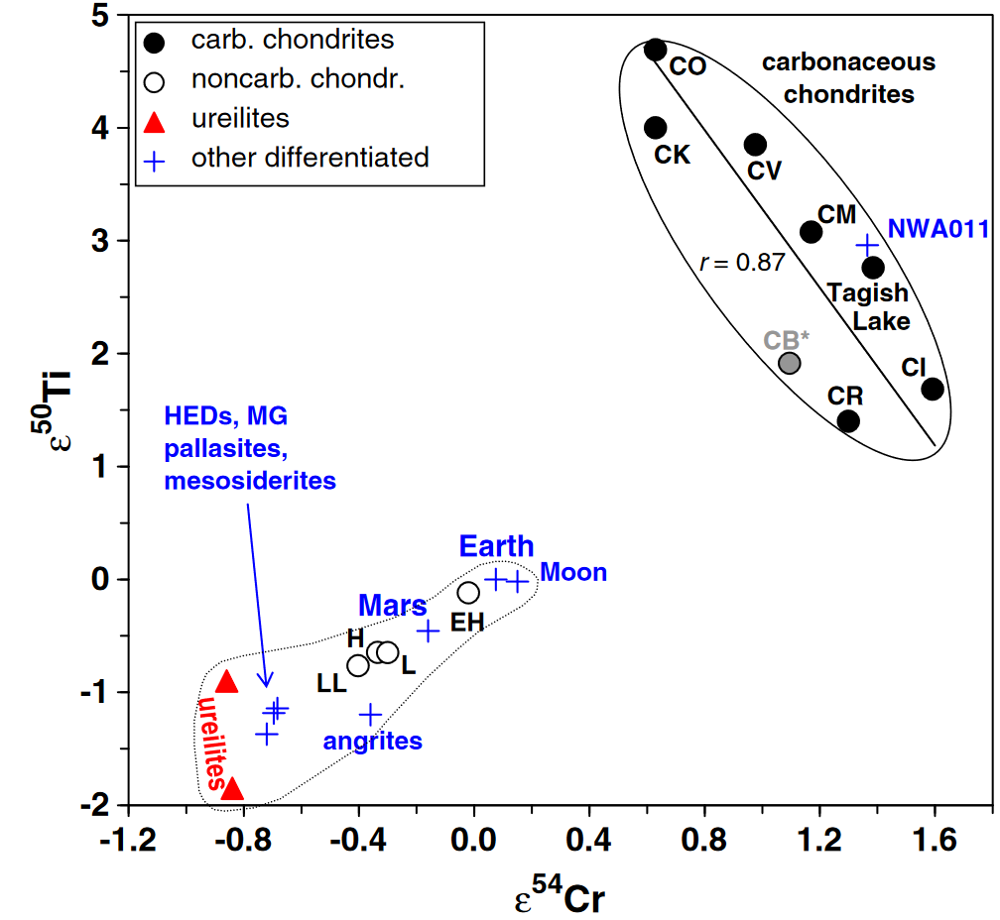 carb. chondrites
noncarb. chondr.
ureilites
other differentiated
carbonaceous
chondrites
CO
CK
CV
CM
NWA011
r = 0.87
Tagish
Lake
CB*
CI
CR
HEDs, MG
pallasites,
mesosiderites
Earth
Moon
Mars
EH
H
L
LL
angrites
ureilites
5
4
3
2
1
0
-1
-2
ε⁵⁰Ti
-1.2 -0.8 -0.4 0.0 0.4 0.8 1.2 1.6
ε⁵⁴Cr